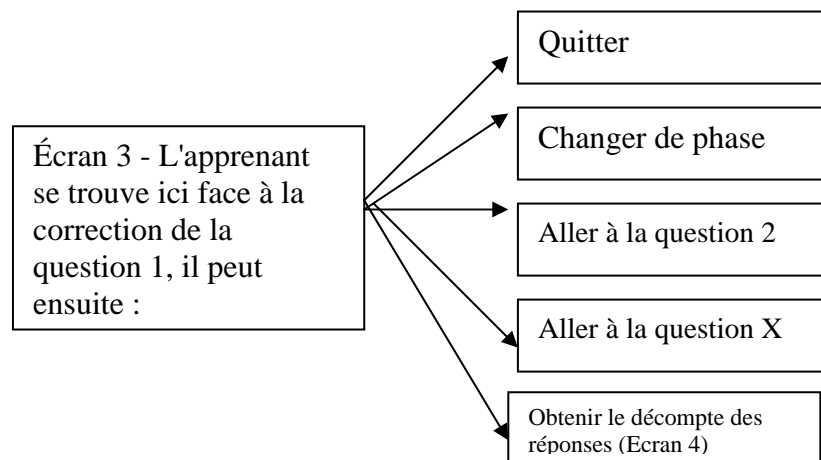 Écran 3 - L'apprenant
se trouve ici face à la
correction de la
question 1, il peut
ensuite :
Quitter
Changer de phase
Aller à la question 2
Aller à la question X
Obtenir le décompte des
réponses (Ecran 4)